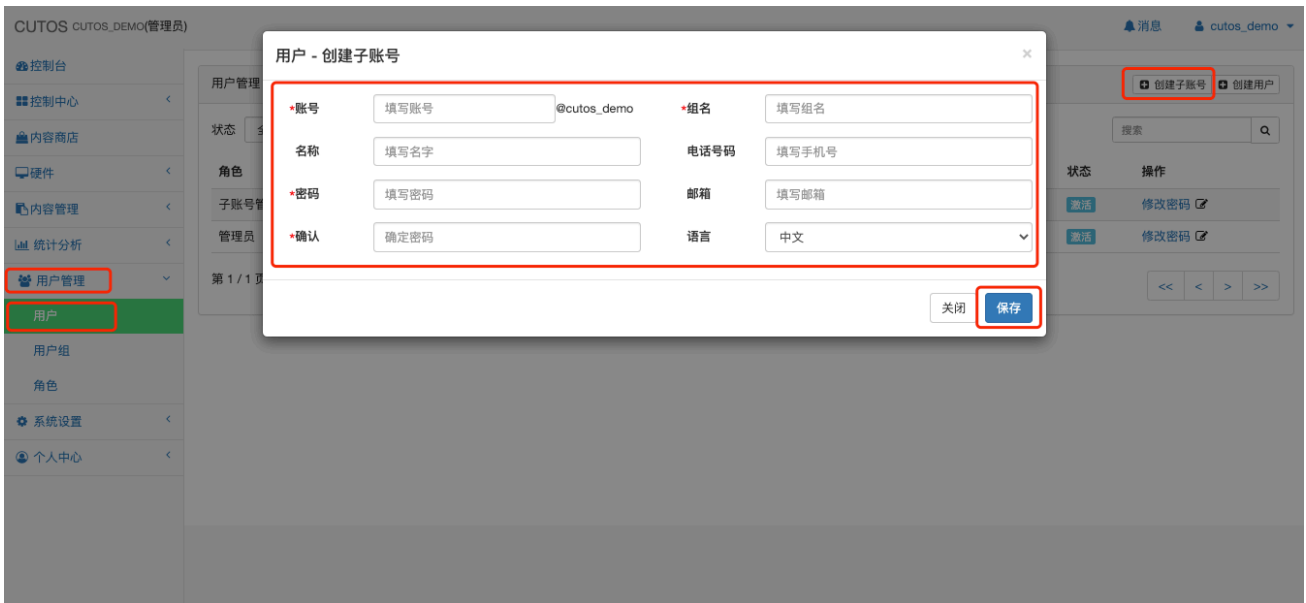 CUTOS CUTOS_DEMO(管理员)
消息
cutos_demo
控制台
控制中心
内容商店
硬件
内容管理
统计分析
用户管理
用户
用户组
角色
系统设置
个人中心
用户管理
创建子账号 创建用户
状态
搜索
角色 状态 操作
子账号管 激活 修改密码
管理员 激活 修改密码
第 1 / 1 页
<< < > >>
用户 - 创建子账号
×
*账号 填写账号 @cutos_demo *组名 填写组名
名称 填写名字 电话号码 填写手机号
*密码 填写密码 邮箱 填写邮箱
*确认 确定密码 语言 中文
关闭 保存